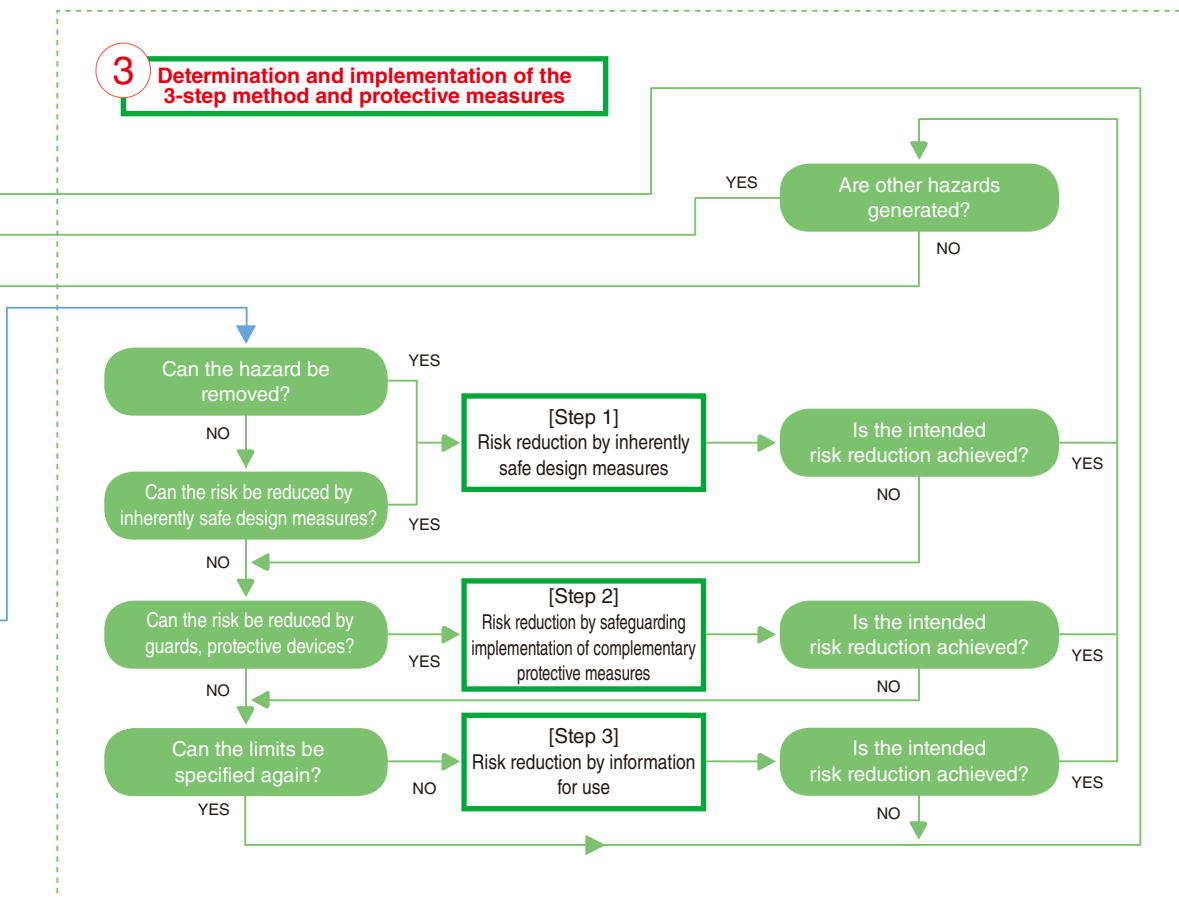 3
Determination and implementation of the
3-step method and protective measures
YES
Are other hazards
generated?
NO
Can the hazard be
removed?
YES
NO
[Step 1]
Risk reduction by inherently
safe design measures
Is the intended
risk reduction achieved?
YES
NO
Can the risk be reduced by
inherently safe design measures?
YES
NO
Can the risk be reduced by
guards, protective devices?
YES
NO
[Step 2]
Risk reduction by safeguarding
implementation of complementary
protective measures
Is the intended
risk reduction achieved?
YES
NO
Can the limits be
specified again?
NO
YES
[Step 3]
Risk reduction by information
for use
Is the intended
risk reduction achieved?
YES
NO